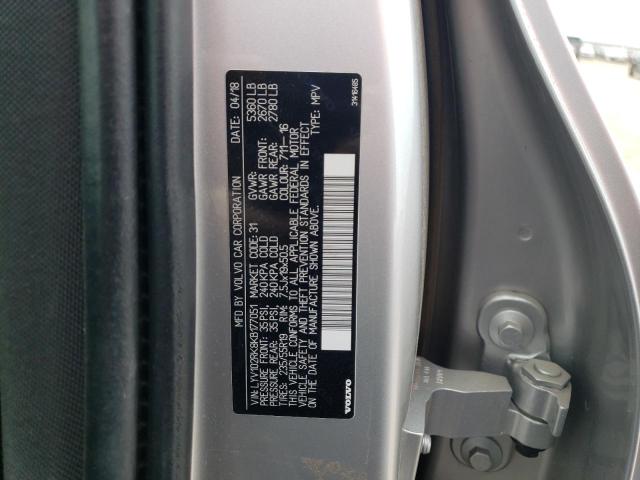 MFD BY VOLVO CAR CORPORATION DATE: 04/18
VIN: LYV102RK8KB177051 MARKET CODE: 31 GVWR: 5360 LB
PRESSURE FRONT: 35 PSI, 240 KPA COLD GAWR FRONT: 2670 LB
PRESSURE REAR: 35 PSI, 240 KPA COLD GAWR REAR: 2780 LB
TIRES: 235/55R19 RIM: 7.5Jx19x50.5 COLOUR: 711--16
THIS VEHICLE CONFORMS TO ALL APPLICABLE FEDERAL MOTOR
VEHICLE SAFETY AND THEFT PREVENTION STANDARDS IN EFFECT
ON THE DATE OF MANUFACTURE SHOWN ABOVE. TYPE: MPV
VOLVO
31416485